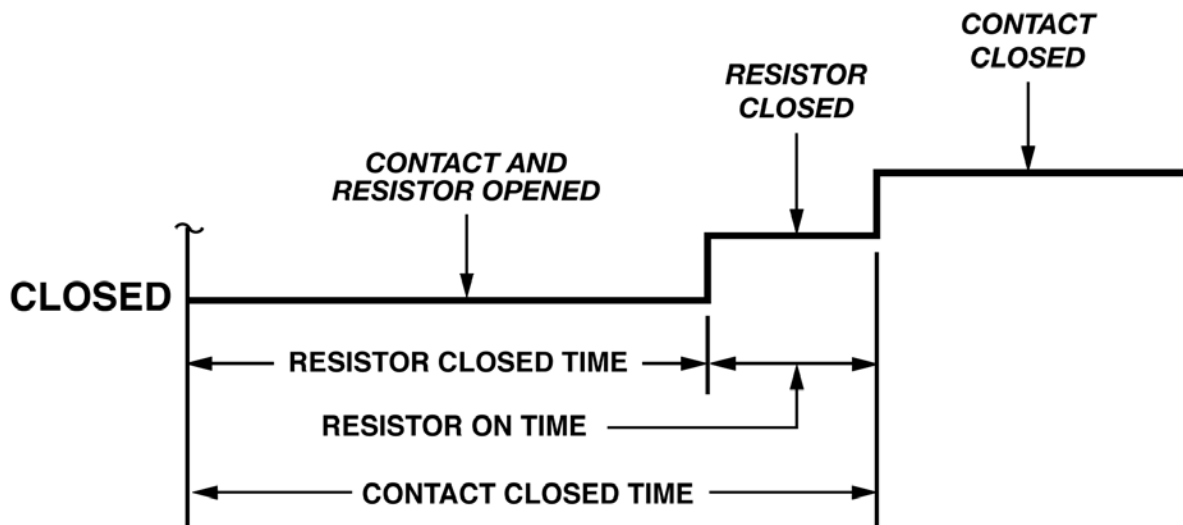 CONTACT
CLOSED
RESISTOR
CLOSED
CONTACT AND
RESISTOR OPENED
CLOSED
RESISTOR CLOSED TIME
RESISTOR ON TIME
CONTACT CLOSED TIME